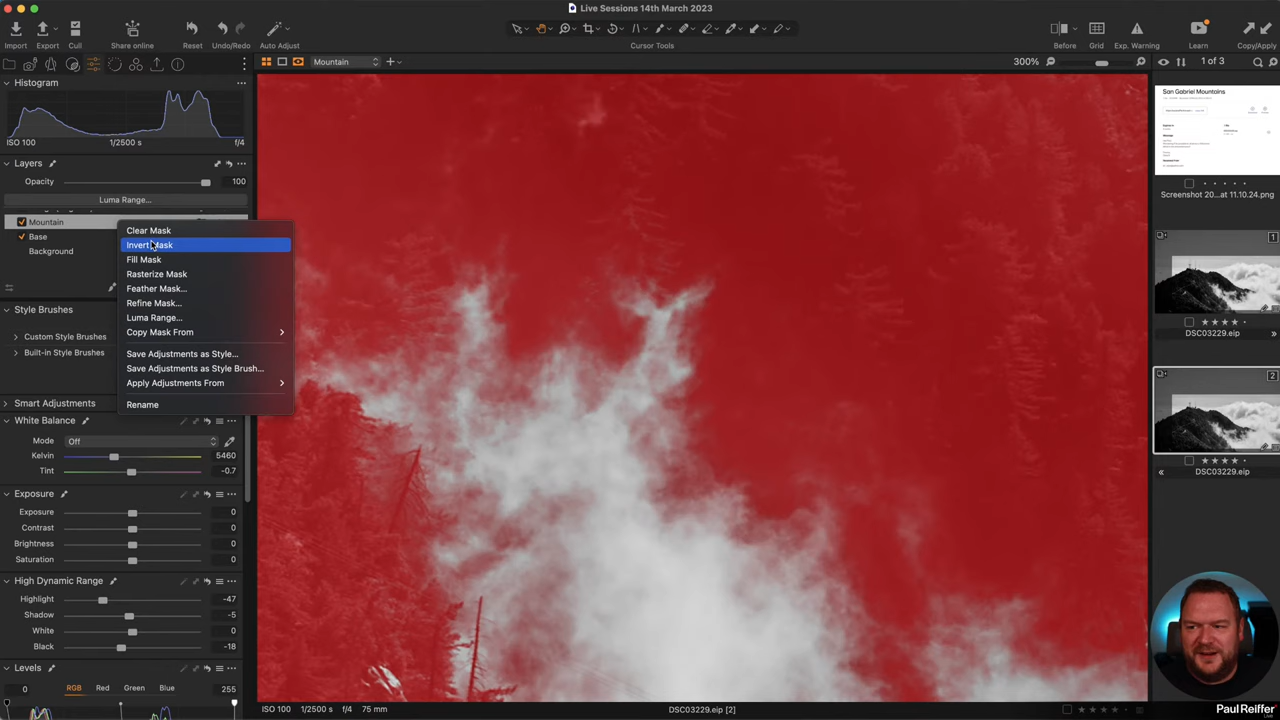 Live Sessions 14th March 2023
Import
Export
Cull
Share online
Reset
Undo/Redo
Auto Adjust
Cursor Tools
Before
Grid
Exp. Warning
Learn
Copy/Apply
Mountain
300%
1 of 3
Histogram
ISO 100
1/2500 s
f/4
Layers
Opacity
100
Luma Range...
Mountain
Base
Background
Clear Mask
Invert Mask
Fill Mask
Rasterize Mask
Feather Mask...
Refine Mask...
Luma Range...
Copy Mask From
Save Adjustments as Style...
Save Adjustments as Style Brush...
Apply Adjustments From
Rename
Style Brushes
Custom Style Brushes
Built-in Style Brushes
Smart Adjustments
White Balance
Mode
Off
Kelvin
5460
Tint
-0.7
Exposure
Exposure
0
Contrast
0
Brightness
0
Saturation
0
High Dynamic Range
Highlight
-47
Shadow
-5
White
0
Black
-18
Levels
0
RGB
Red
Green
Blue
255
ISO 100
1/2500 s
f/4
75 mm
DSC03229.eip [2]
San Gabriel Mountains
Screenshot 20...at 11.10.24.png
1
DSC03229.eip
2
DSC03229.eip
Paul Reiffer
Live